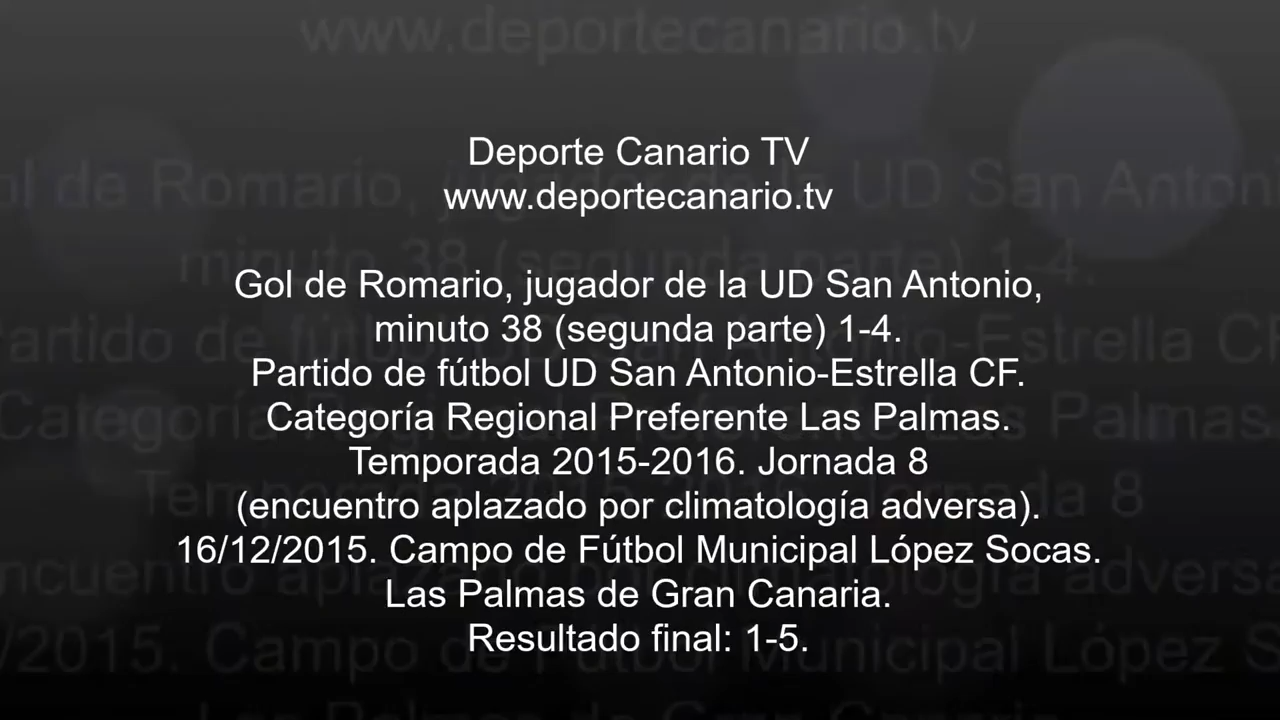 Deporte Canario TV
www.deportecanario.tv
Gol de Romario, jugador de la UD San Antonio,
minuto 38 (segunda parte) 1-4.
Partido de fútbol UD San Antonio-Estrella CF.
Categoría Regional Preferente Las Palmas.
Temporada 2015-2016. Jornada 8
(encuentro aplazado por climatología adversa).
16/12/2015. Campo de Fútbol Municipal López Socas.
Las Palmas de Gran Canaria.
Resultado final: 1-5.